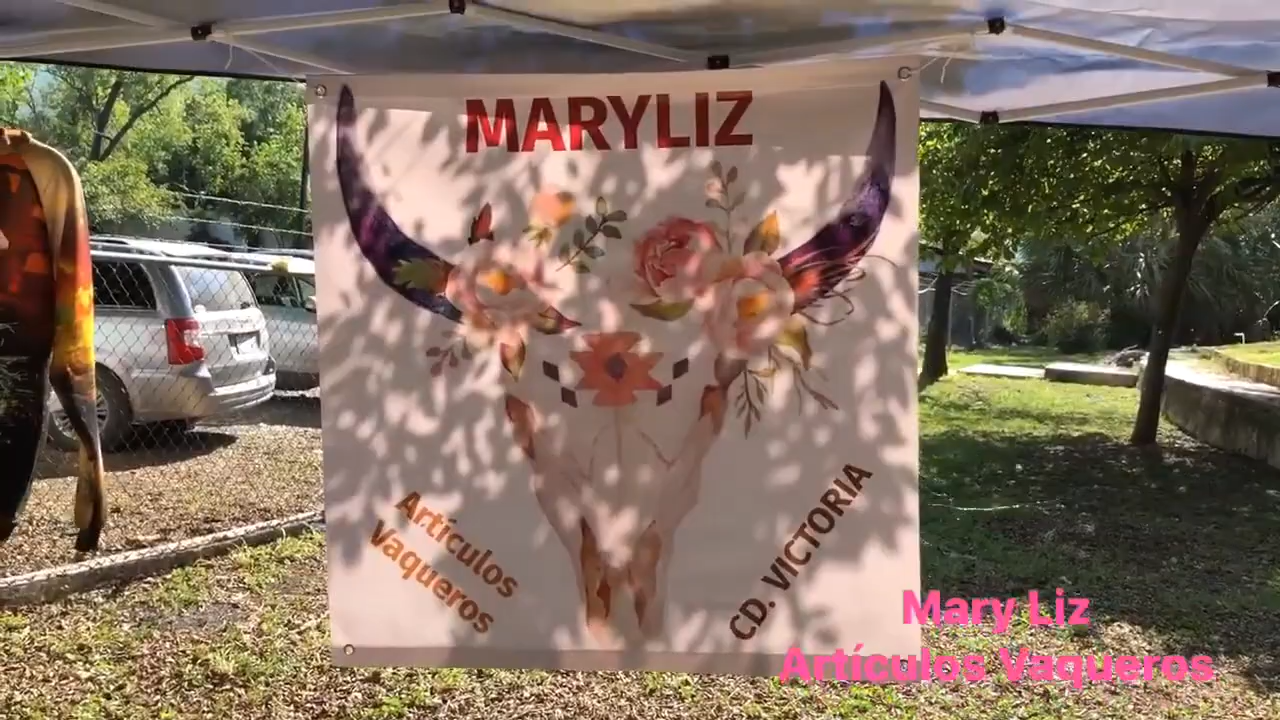 MARYLIZ
Artículos
Vaqueros
CD. VICTORIA
Mary Liz
Artículos Vaqueros